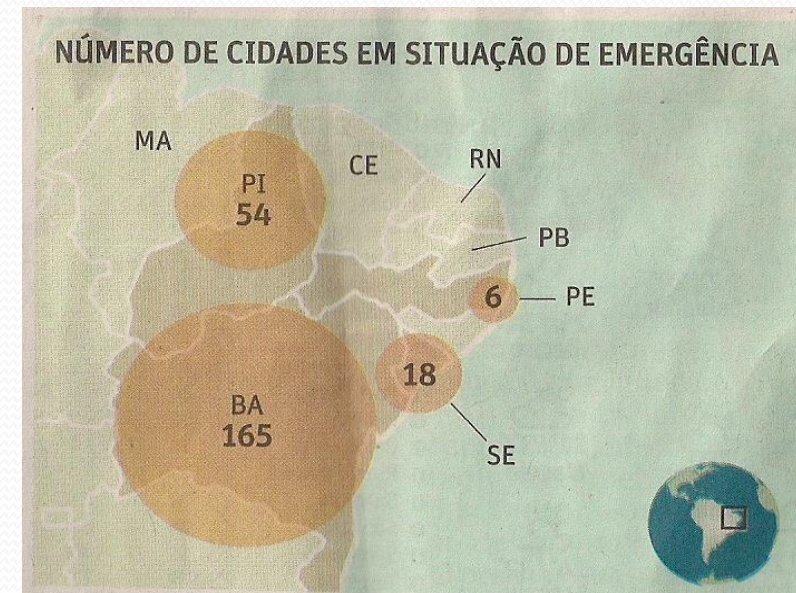 NÚMERO DE CIDADES EM SITUAÇÃO DE EMERGÊNCIA
MA
CE
RN
PI
54
PB
6
PE
18
BA
165
SE